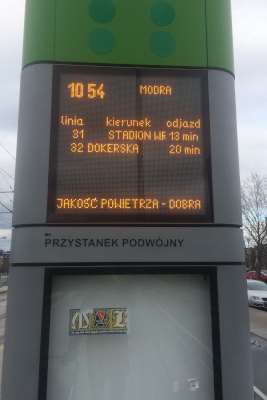 10 54 MODRA
linia kierunek odjazd
31 STADION WR 13 min
32 DOKERSKA 20 min
JAKOŚĆ POWIETRZA - DOBRA
← PRZYSTANEK PODWÓJNY